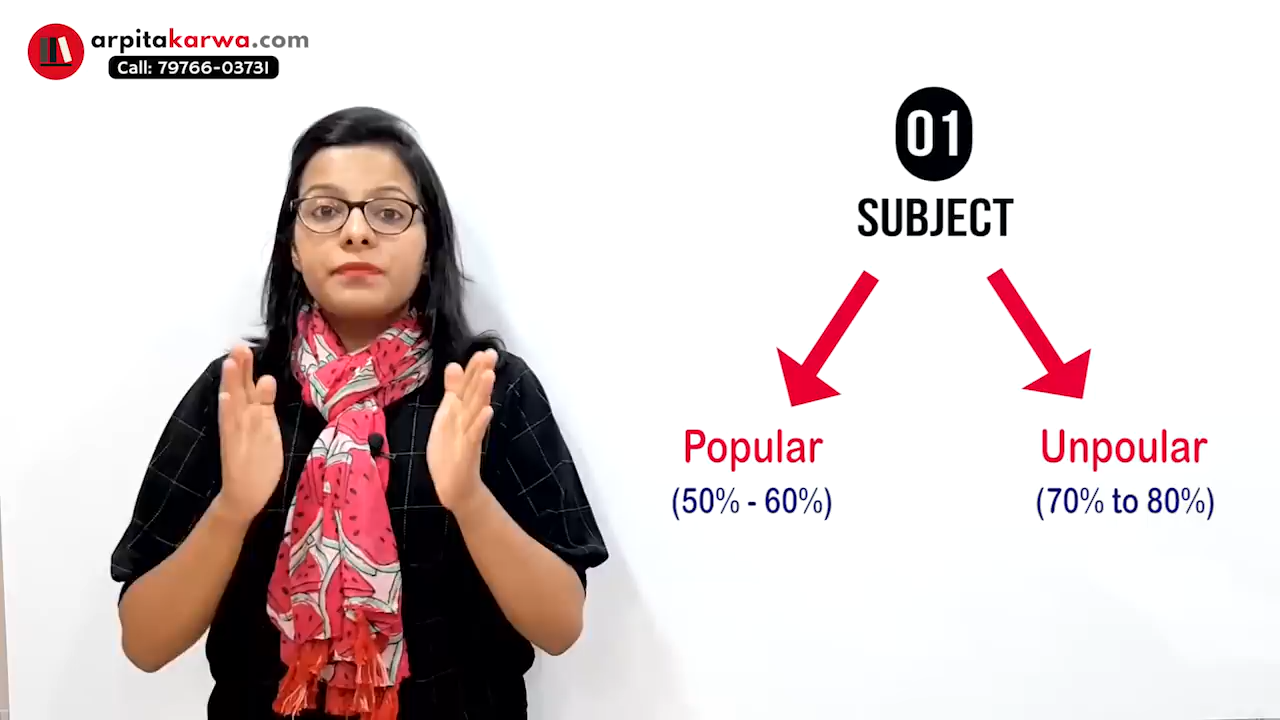 arpitakarwa.com
Call: 79766-03731
01
SUBJECT
Popular
(50% - 60%)
Unpoular
(70% to 80%)